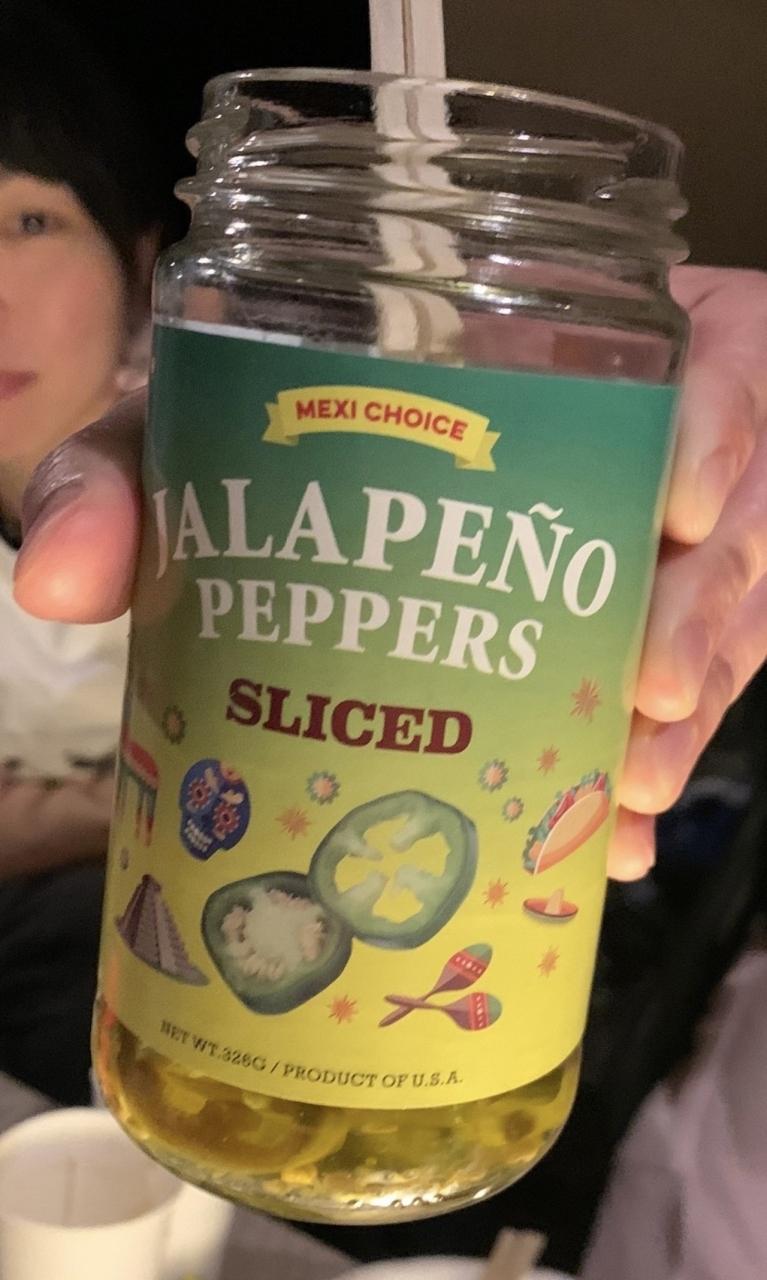 MEXI CHOICE
JALAPEÑO
PEPPERS
SLICED
NET WT.326G / PRODUCT OF U.S.A.